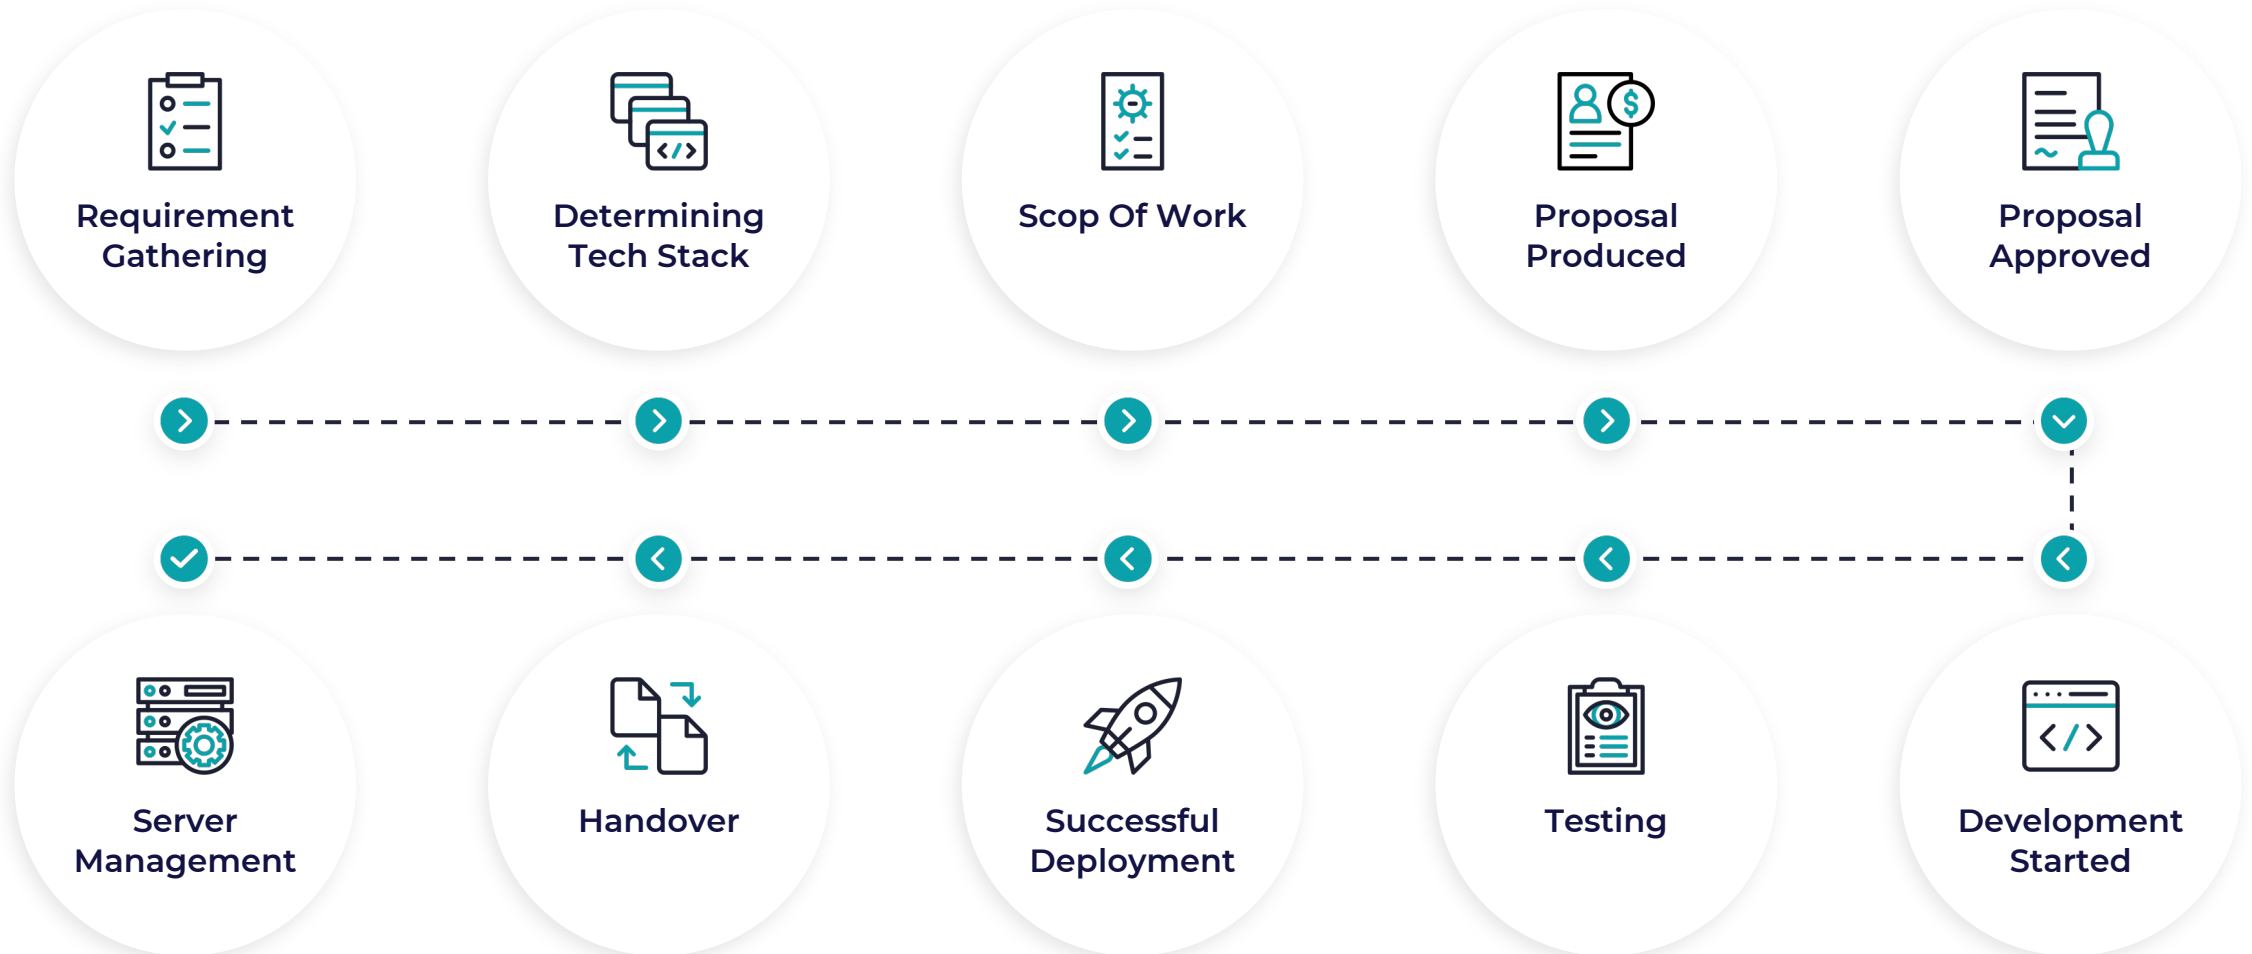 Requirement
Gathering
Determining
Tech Stack
Scop Of Work
Proposal
Produced
Proposal
Approved
Server
Management
Handover
Successful
Deployment
Testing
Development
Started